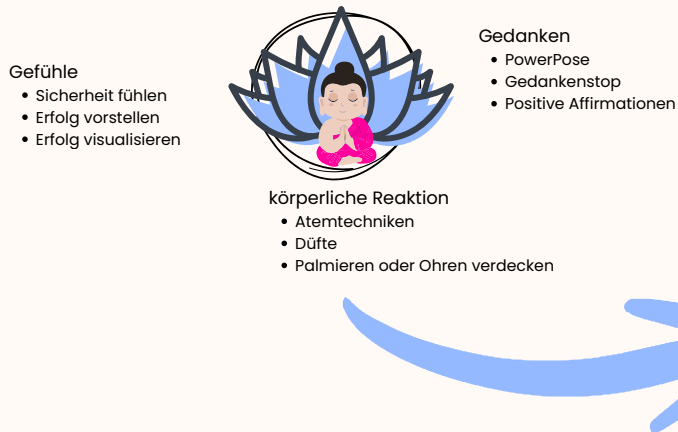 Gefühle
Sicherheit fühlen
Erfolg vorstellen
Erfolg visualisieren
Gedanken
PowerPose
Gedankenstop
Positive Affirmationen
körperliche Reaktion
Atemtechniken
Düfte
Palmieren oder Ohren verdecken